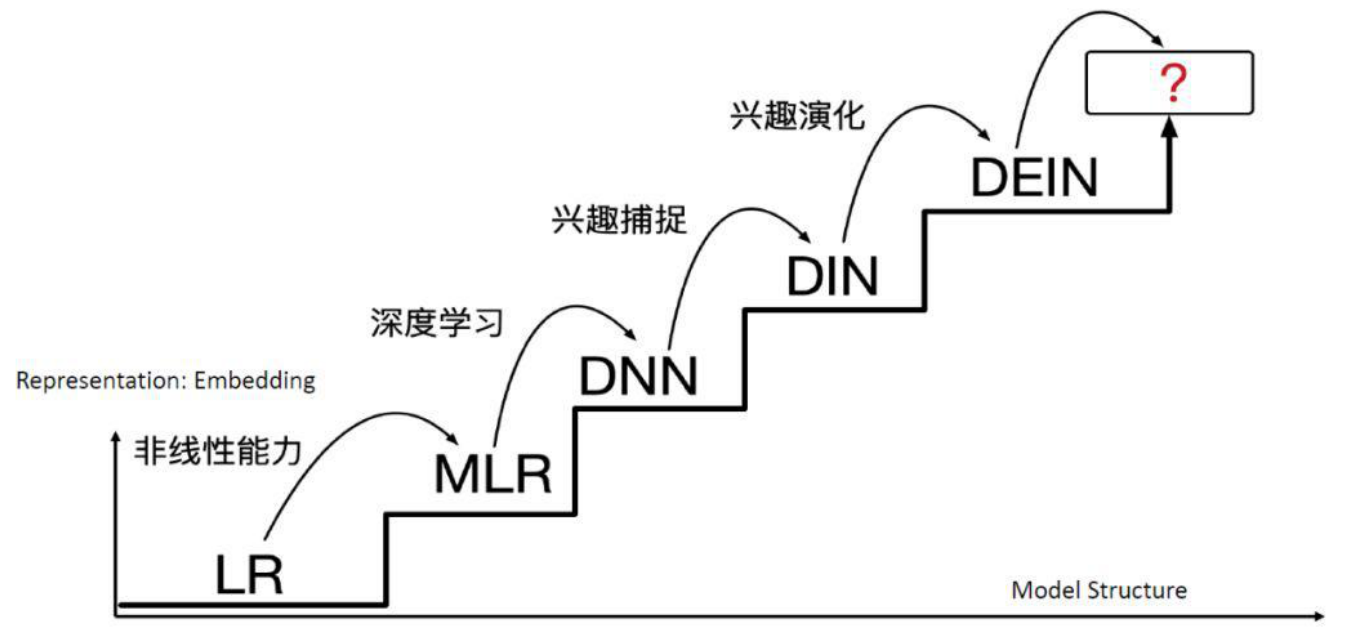 ?
兴趣演化
DEIN
兴趣捕捉
DIN
深度学习
DNN
Representation: Embedding
非线性能力
MLR
LR
Model Structure